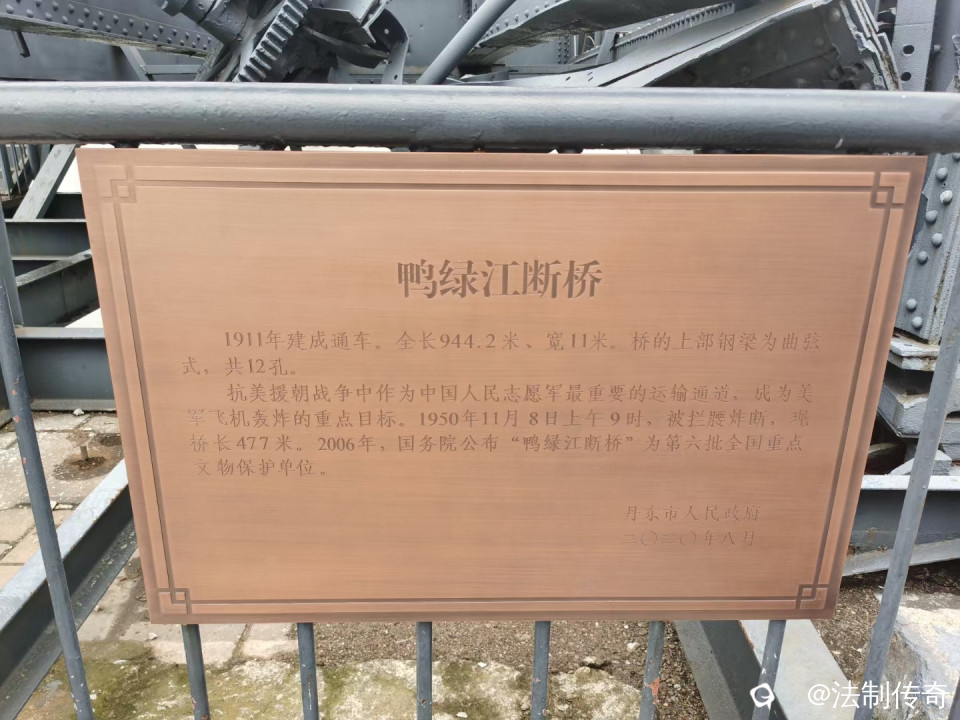 鸭绿江断桥
1911年建成通车。全长944.2米、宽11米。桥的上部钢梁为曲弦
式，共12孔。
抗美援朝战争中作为中国人民志愿军最重要的运输通道，成为美
军飞机轰炸的重点目标。1950年11月8日上午9时，被拦腰炸断，现
桥长477米。2006年，国务院公布“鸭绿江断桥”为第六批全国重点
文物保护单位。
丹东市人民政府
二〇二〇年八月
@法制传奇